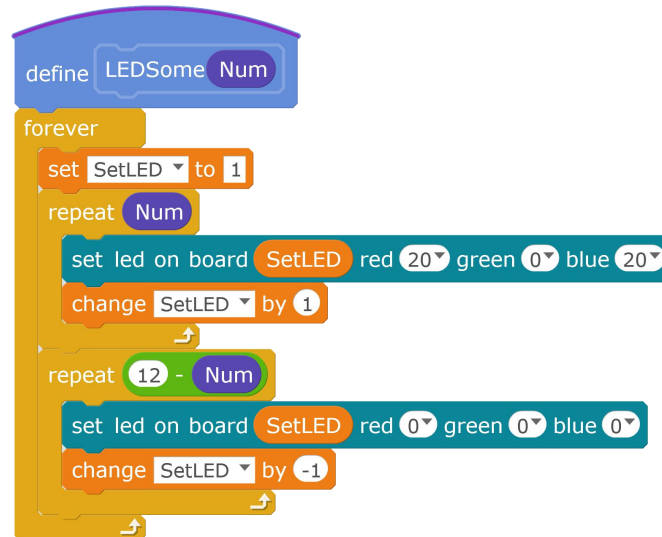 define LEDSome Num
forever
set SetLED to 1
repeat Num
set led on board SetLED red 20 green 0 blue 20
change SetLED by 1
repeat 12 - Num
set led on board SetLED red 0 green 0 blue 0
change SetLED by -1